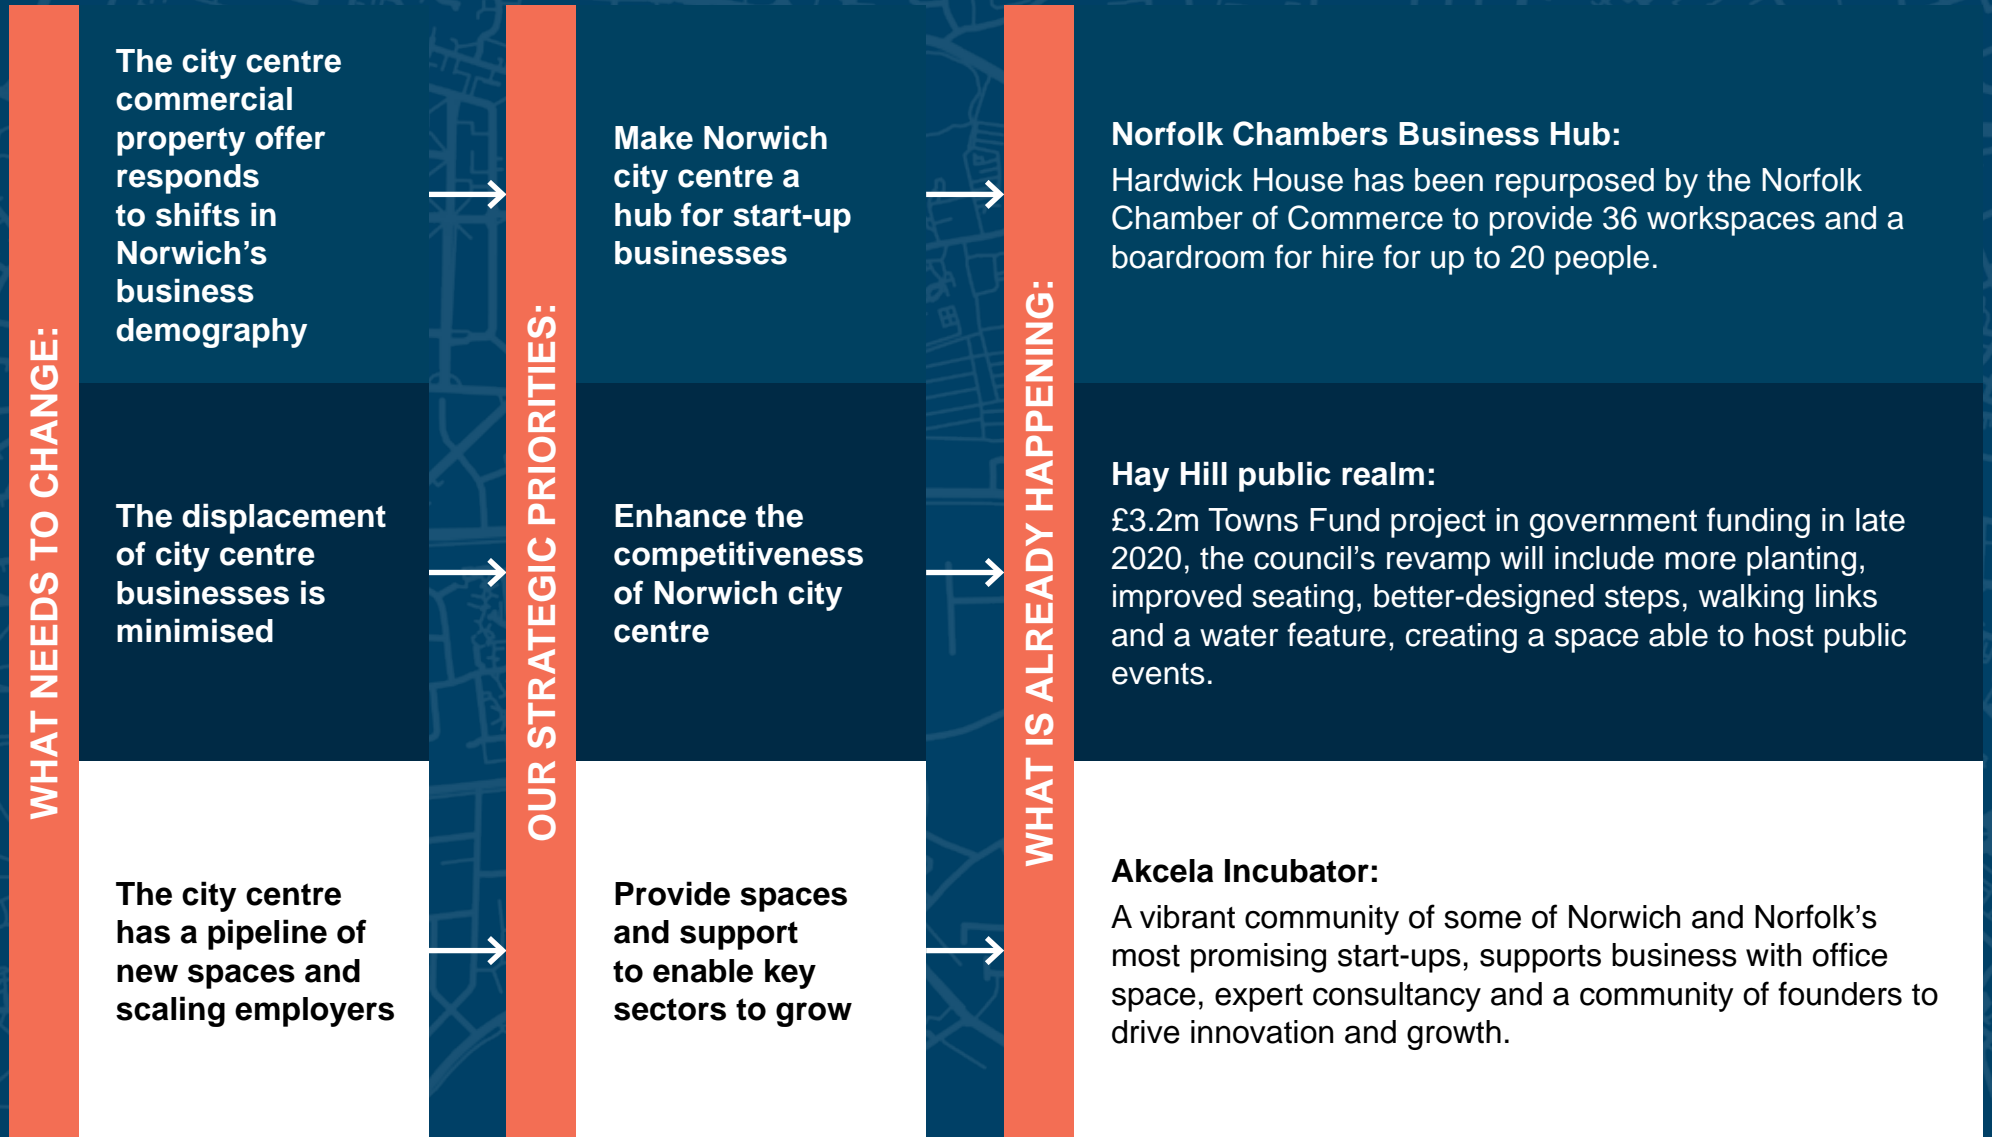 WHAT NEEDS TO CHANGE:
The city centre
commercial
property offer
responds
to shifts in
Norwich’s
business
demography
The displacement
of city centre
businesses is
minimised
The city centre
has a pipeline of
new spaces and
scaling employers
OUR STRATEGIC PRIORITIES:
Make Norwich
city centre a
hub for start-up
businesses
Enhance the
competitiveness
of Norwich city
centre
Provide spaces
and support
to enable key
sectors to grow
WHAT IS ALREADY HAPPENING:
Norfolk Chambers Business Hub:
Hardwick House has been repurposed by the Norfolk
Chamber of Commerce to provide 36 workspaces and a
boardroom for hire for up to 20 people.
Hay Hill public realm:
£3.2m Towns Fund project in government funding in late
2020, the council’s revamp will include more planting,
improved seating, better-designed steps, walking links
and a water feature, creating a space able to host public
events.
Akcela Incubator:
A vibrant community of some of Norwich and Norfolk’s
most promising start-ups, supports business with office
space, expert consultancy and a community of founders to
drive innovation and growth.